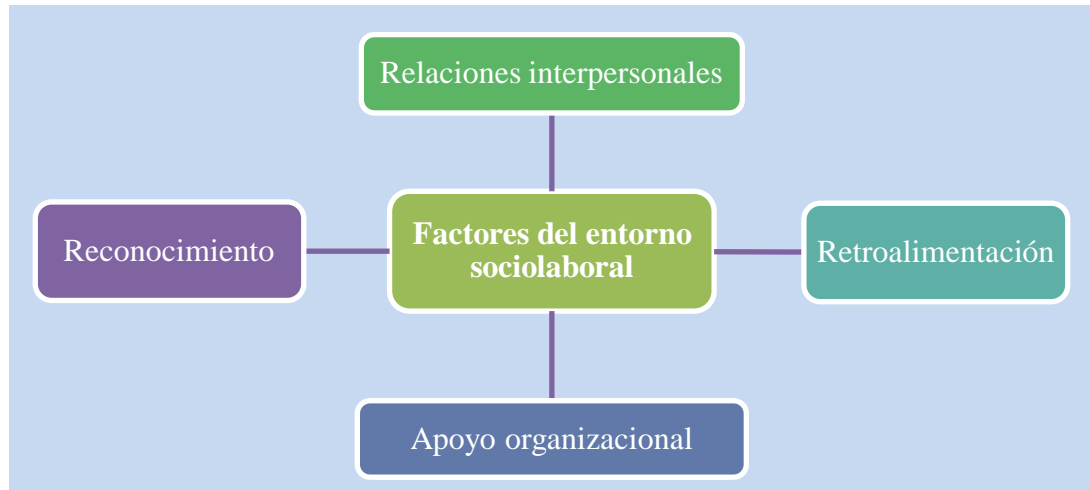 Relaciones interpersonales
Reconocimiento
Factores del entorno
sociolaboral
Retroalimentación
Apoyo organizacional